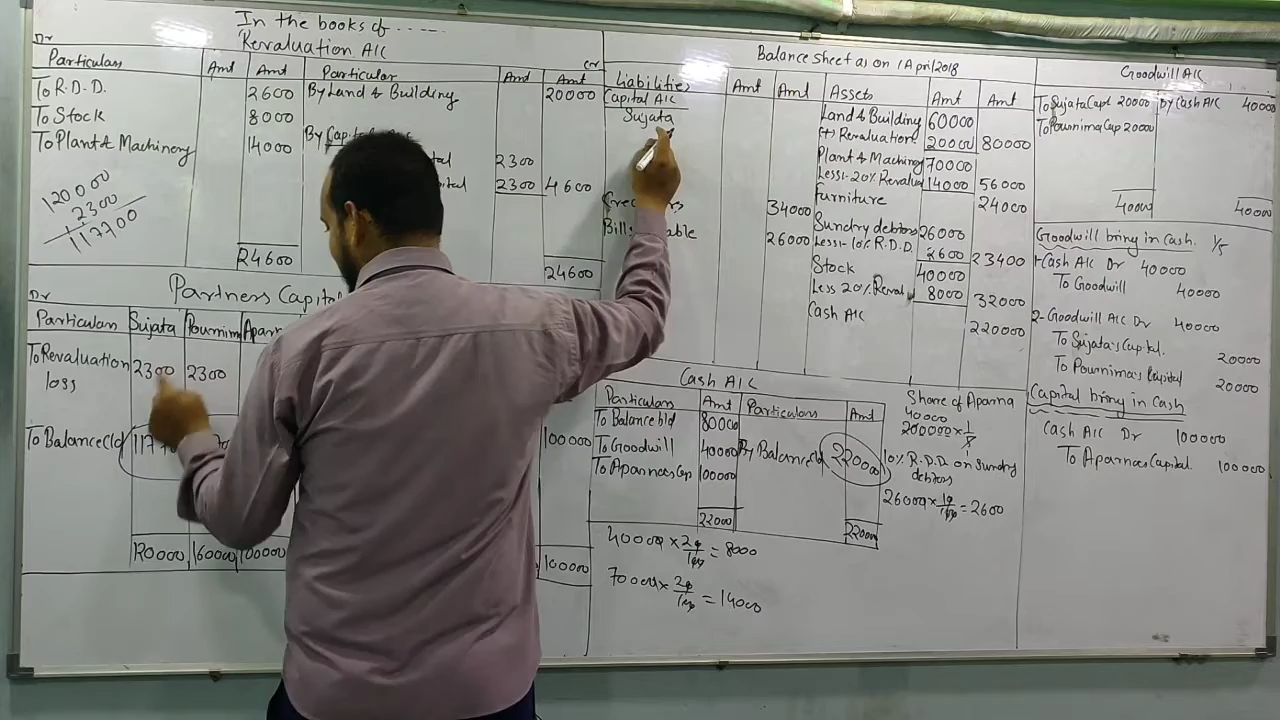 In the books of .....
Revaluation A/C
Dr
Cr
Particulars Amt Amt Particular Amt Amt
To R.D.D. 2600 By Land & Building 20000
To Stock 8000
To Plant & Machinery 14000 2300
2300 4600
120000
2300
117700
24600 24600
Partners Capital
Dr
Particulars Sujata Pournima
To Revaluation 2300 2300
loss
To Balance c/d 100000
120000 160000 100000 100000
Balance Sheet as on 1 April 2018
Liabilities Amt Amt Assets Amt Amt
Capital A/C Land & Building 60000
Sujata (+) Revaluation 20000 80000
Plant & Machinery 70000
Less:- 20% Revalua 14000 56000
34000 Furniture 24000
26000 Sundry debtors 26000
Less:- 10% R.D.D. 2600 23400
Stock 40000
Less 20% Reval 8000 32000
Cash A/C 220000
Cash A/C
Particulars Amt Particulars Amt
To Balance b/d 80000
To Goodwill 40000 By Balance c/d 220000
To Aparnas Cap 100000
22000 22000
40000 × 20/100 = 8000
70000 × 20/100 = 14000
Share of Aparna
40000
200000 × 1/5
1
10% R.D.D. on Sundry
debtors
26000 × 10/100 = 2600
Goodwill A/C
To Sujata Capt 20000 By Cash A/C 40000
To Pournima Cap 20000
40000 40000
Goodwill bring in cash. 1/5
1- Cash A/C Dr 40000
To Goodwill 40000
2- Goodwill A/C Dr 40000
To Sujata's Capital. 20000
To Pournima's Capital 20000
Capital bring in Cash
Cash A/C Dr 100000
To Aparnas Capital. 100000